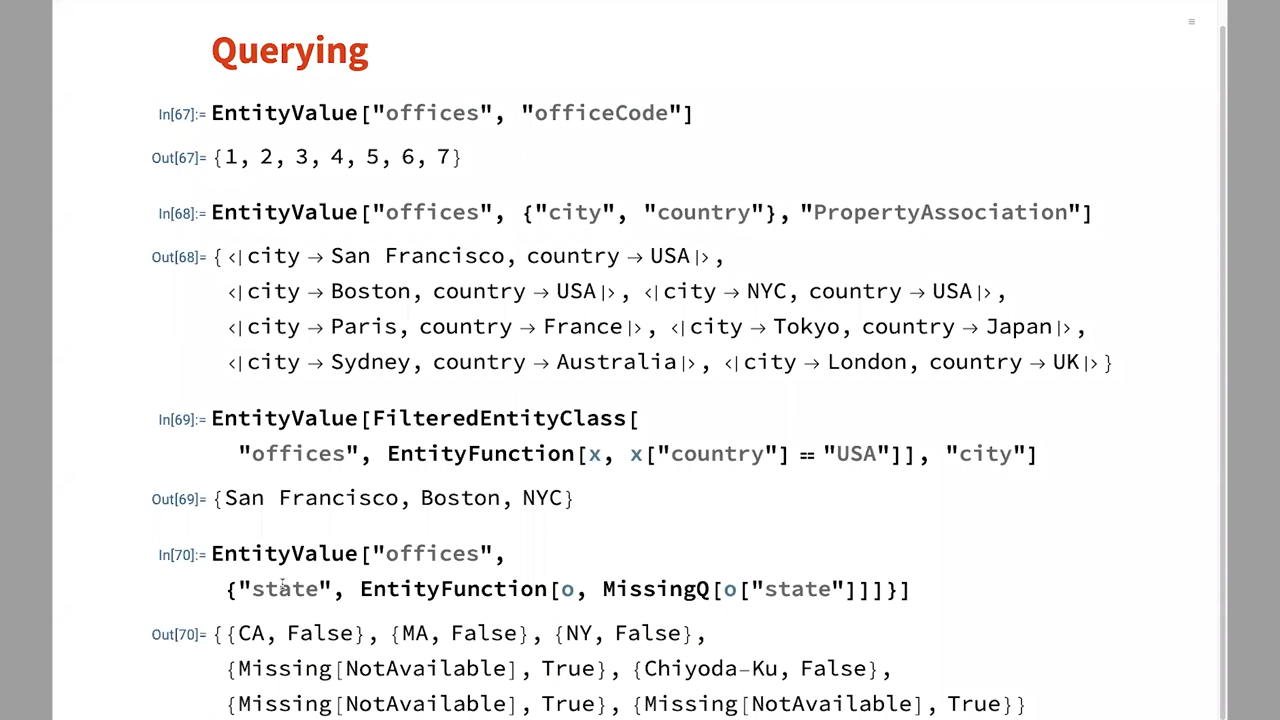 Querying
In[67]:= EntityValue["offices", "officeCode"]
Out[67]= {1, 2, 3, 4, 5, 6, 7}
In[68]:= EntityValue["offices", {"city", "country"}, "PropertyAssociation"]
Out[68]= {<|city → San Francisco, country → USA|>,
<|city → Boston, country → USA|>, <|city → NYC, country → USA|>,
<|city → Paris, country → France|>, <|city → Tokyo, country → Japan|>,
<|city → Sydney, country → Australia|>, <|city → London, country → UK|>}
In[69]:= EntityValue[FilteredEntityClass[
"offices", EntityFunction[x, x["country"] == "USA"]], "city"]
Out[69]= {San Francisco, Boston, NYC}
In[70]:= EntityValue["offices",
{"state", EntityFunction[o, MissingQ[o["state"]]]}]
Out[70]= {{CA, False}, {MA, False}, {NY, False},
{Missing[NotAvailable], True}, {Chiyoda-Ku, False},
{Missing[NotAvailable], True}, {Missing[NotAvailable], True}}